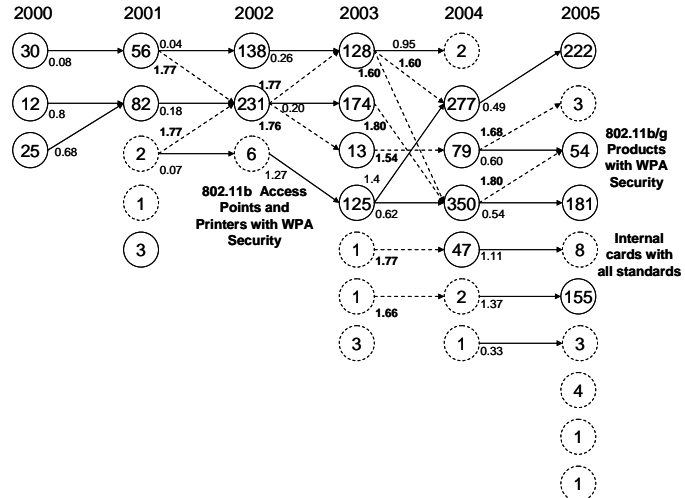 2000 2001 2002 2003 2004 2005
30 56 138 128 2 222
0.08 0.04 0.26 0.95
1.77 1.77 1.60 1.60
12 82 231 174 277 3
0.8 0.18 0.20 0.49
1.77 1.76 1.80 1.68
25 2 6 13 79 54
0.68 0.07 1.27 1.54 0.60
802.11b/g
Products
with WPA
Security
1.4 1.80
802.11b Access
Points and
Printers with WPA
Security
1 125 350 181
0.62 0.54
3 1 47 8
1.77 1.11
Internal
cards with
all standards
1 2 155
1.66 1.37
3 1 3
0.33
4
1
1